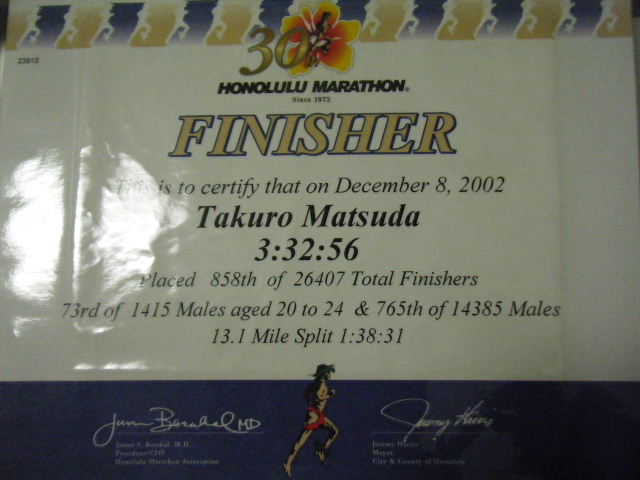 23815
30th
HONOLULU MARATHON®
Since 1973
FINISHER
This is to certify that on December 8, 2002
Takuro Matsuda
3:32:56
Placed 858th of 26407 Total Finishers
73rd of 1415 Males aged 20 to 24 & 765th of 14385 Males
13.1 Mile Split 1:38:31
James S. Barahal, M.D.
President/CEO
Honolulu Marathon Association
Jeremy Harris
Mayor
City & County of Honolulu